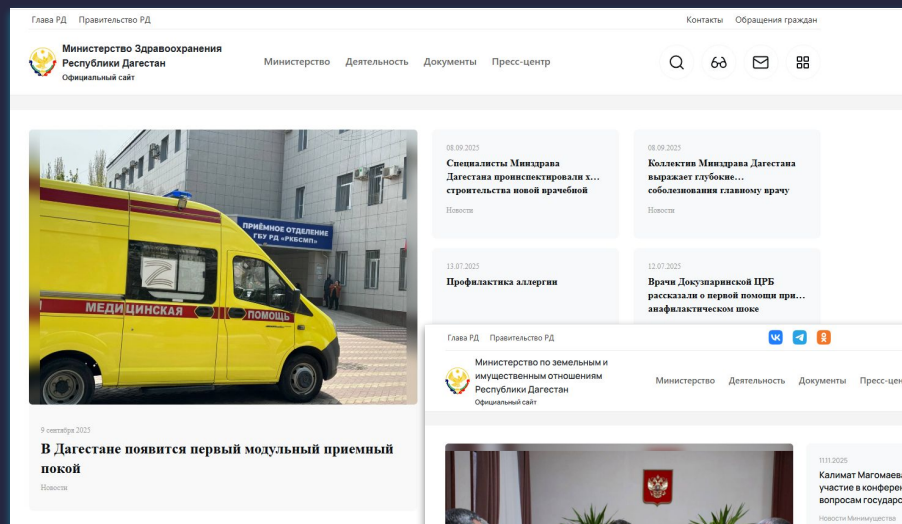 Глава РД Правительство РД
Контакты Обращения граждан
Министерство Здравоохранения
Республики Дагестан
Официальный сайт
Министерство Деятельность Документы Пресс-центр
ПРИЁМНОЕ ОТДЕЛЕНИЕ
ГБУ РД «РКБСМП»
МЕДИЦИНСКАЯ ПОМОЩЬ
9 сентября 2025
В Дагестане появится первый модульный приемный
покой
Новости
08.09.2025
Специалисты Минздрава
Дагестана проинспектировали х...
строительства новой врачебной
Новости
08.09.2025
Коллектив Минздрава Дагестана
выражает глубокие...
соболезнования главному врачу
Новости
13.07.2025
Профилактика аллергии
12.07.2025
Врачи Докузпаринской ЦРБ
рассказали о первой помощи при...
анафилактическом шоке
Глава РД Правительство РД
Министерство по земельным и
имущественным отношениям
Республики Дагестан
Официальный сайт
Министерство Деятельность Документы Пресс-цен
11.11.2025
Калимат Магомаева
участие в конферен
вопросам государс
Новости Минимущества